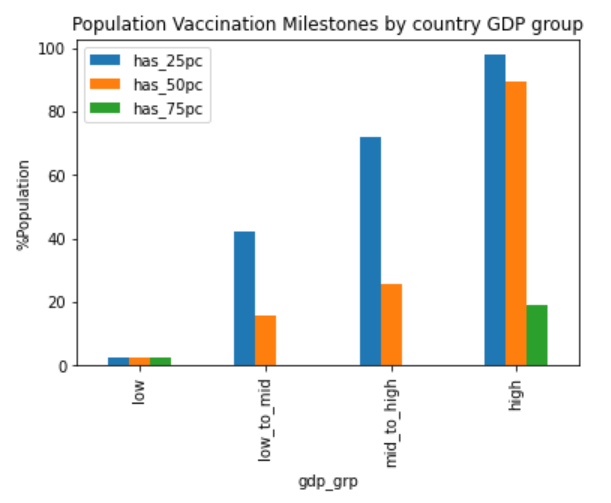 Population Vaccination Milestones by country GDP group
has_25pc
has_50pc
has_75pc
%Population
100
80
60
40
20
0
low
low_to_mid
mid_to_high
high
gdp_grp